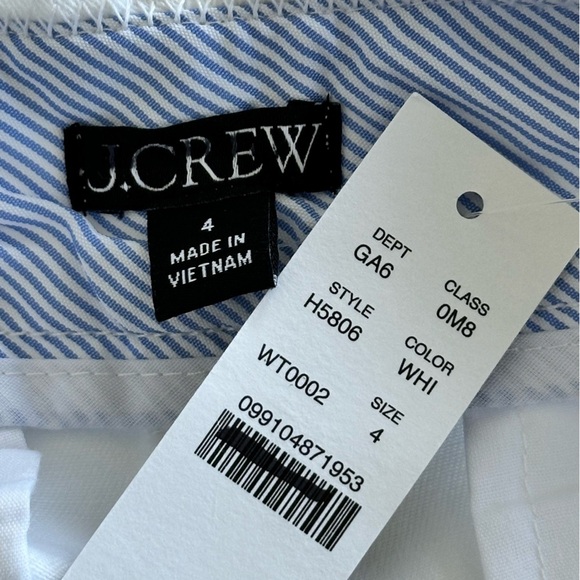 J.CREW
4
MADE IN
VIETNAM
DEPT CLASS
GA6 0M8
STYLE COLOR
H5806 WHI
WT0002 SIZE
4
099104871953